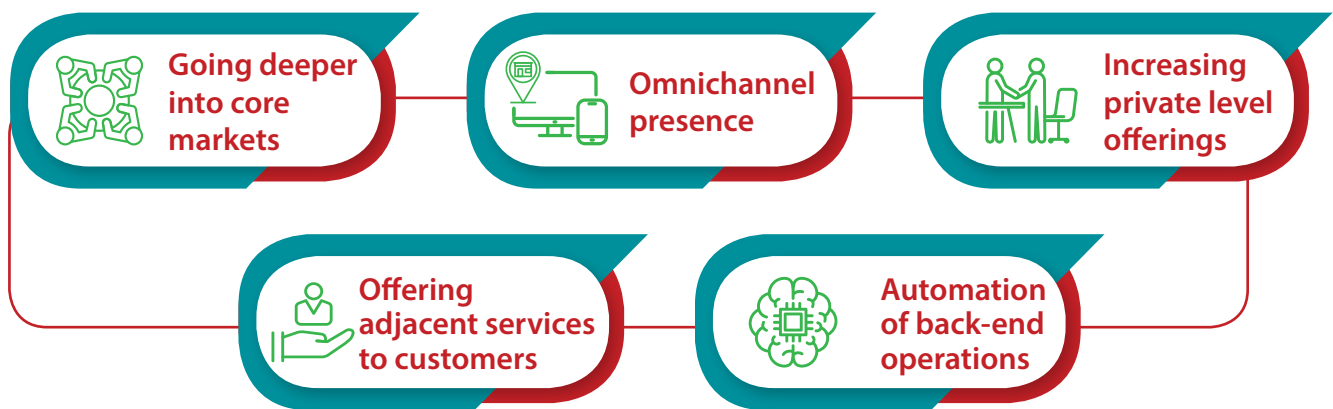 Going deeper
into core
markets
Omnichannel
presence
Increasing
private level
offerings
Offering
adjacent services
to customers
Automation
of back-end
operations